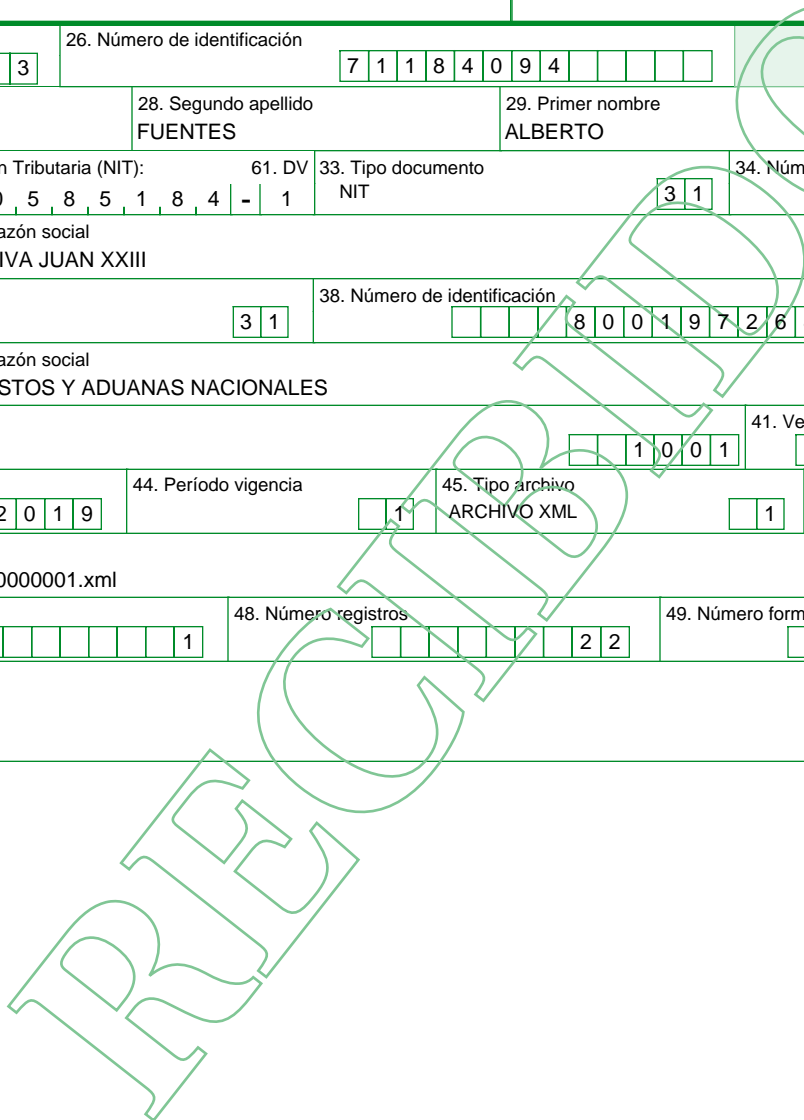 26. Número de identificación
3 7 1 1 8 4 0 9 4
28. Segundo apellido 29. Primer nombre
FUENTES ALBERTO
n Tributaria (NIT): 61. DV 33. Tipo documento 34. Núm
0 5 8 5 1 8 4 - 1 NIT 3 1
azón social
IVA JUAN XXIII
38. Número de identificación
3 1 8 0 0 1 9 7 2 6
azón social
STOS Y ADUANAS NACIONALES
41. Ve
1 0 0 1
44. Período vigencia 45. Tipo archivo
2 0 1 9 1 ARCHIVO XML 1
0000001.xml
48. Número registros 49. Número form
1 2 2
RECIBIDO